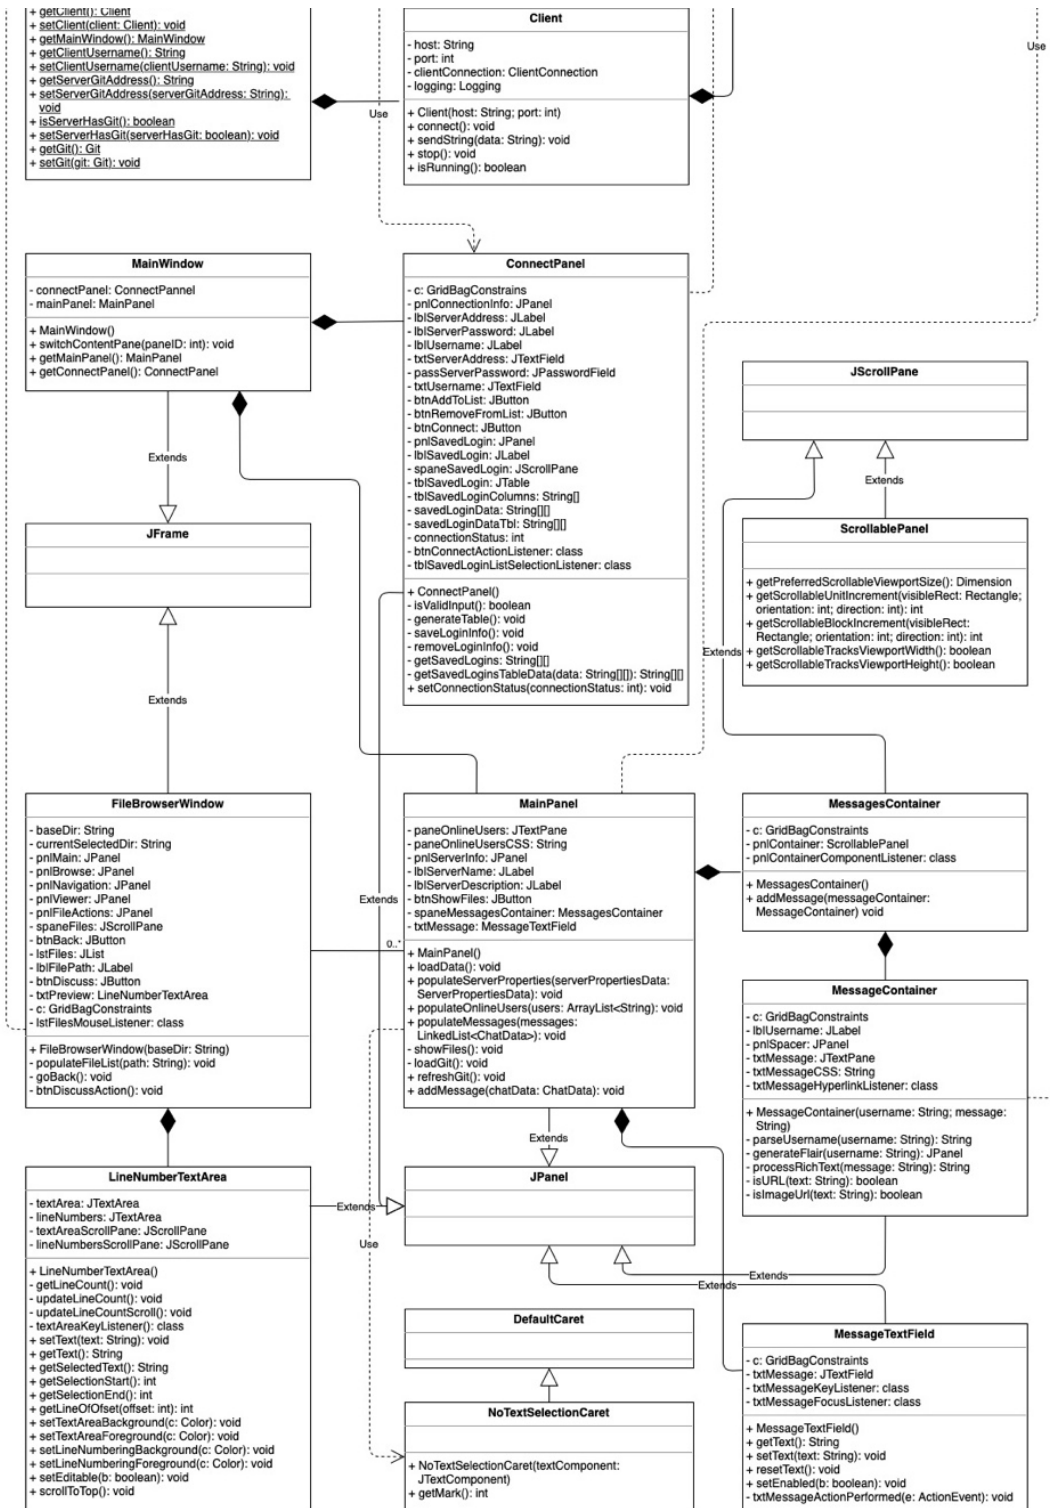 + getClient(): Client
+ setClient(client: Client): void
+ getMainWindow(): MainWindow
+ getClientUsername(): String
+ setClientUsername(clientUsername: String): void
+ getServerGitAddress(): String
+ setServerGitAddress(serverGitAddress: String):
void
+ isServerHasGit(): boolean
+ setServerHasGit(serverHasGit: boolean): void
+ getGit(): Git
+ setGit(git: Git): void
Use
Client
- host: String
- port: int
- clientConnection: ClientConnection
- logging: Logging
+ Client(host: String; port: int)
+ connect(): void
+ sendString(data: String): void
+ stop(): void
+ isRunning(): boolean
Use
MainWindow
- connectPanel: ConnectPannel
- mainPanel: MainPanel
+ MainWindow()
+ switchContentPane(paneID: int): void
+ getMainPanel(): MainPanel
+ getConnectPanel(): ConnectPanel
Extends
JFrame
Extends
ConnectPanel
- c: GridBagConstrains
- pnlConnectionInfo: JPanel
- lblServerAddress: JLabel
- lblServerPassword: JLabel
- lblUsername: JLabel
- txtServerAddress: JTextField
- passServerPassword: JPasswordField
- txtUsername: JTextField
- btnAddToList: JButton
- btnRemoveFromList: JButton
- btnConnect: JButton
- pnlSavedLogin: JPanel
- lblSavedLogin: JLabel
- spaneSavedLogin: JScrollPane
- tblSavedLogin: JTable
- tblSavedLoginColumns: String[]
- savedLoginData: String[][]
- savedLoginDataTbl: String[][]
- connectionStatus: int
- btnConnectActionListener: class
- tblSavedLoginListSelectionListener: class
+ ConnectPanel()
- isValidInput(): boolean
- generateTable(): void
- saveLoginInfo(): void
- removeLoginInfo(): void
- getSavedLogins: String[][]
- getSavedLoginsTableData(data: String[][]): String[][]
+ setConnectionStatus(connectionStatus: int): void
JScrollPane
Extends
ScrollablePanel
+ getPreferredScrollableViewportSize(): Dimension
+ getScrollableUnitIncrement(visibleRect: Rectangle;
orientation: int; direction: int): int
+ getScrollableBlockIncrement(visibleRect:
Rectangle; orientation: int; direction: int): int
+ getScrollableTracksViewportWidth(): boolean
+ getScrollableTracksViewportHeight(): boolean
Extends
FileBrowserWindow
- baseDir: String
- currentSelectedDir: String
- pnlMain: JPanel
- pnlBrowse: JPanel
- pnlNavigation: JPanel
- pnlViewer: JPanel
- pnlFileActions: JPanel
- spaneFiles: JScrollPane
- btnBack: JButton
- lstFiles: JList
- lblFilePath: JLabel
- btnDiscuss: JButton
- txtPreview: LineNumberTextArea
- c: GridBagConstraints
- lstFilesMouseListener: class
+ FileBrowserWindow(baseDir: String)
- populateFileList(path: String): void
- goBack(): void
- btnDiscussAction(): void
Extends
0..*
MainPanel
- paneOnlineUsers: JTextPane
- paneOnlineUsersCSS: String
- pnlServerInfo: JPanel
- lblServerName: JLabel
- lblServerDescription: JLabel
- btnShowFiles: JButton
- spaneMessagesContainer: MessagesContainer
- txtMessage: MessageTextField
+ MainPanel()
+ loadData(): void
+ populateServerProperties(serverPropertiesData:
ServerPropertiesData): void
+ populateOnlineUsers(users: ArrayList<String): void
+ populateMessages(messages:
LinkedList<ChatData>): void
- showFiles(): void
- loadGit(): void
+ refreshGit(): void
+ addMessage(chatData: ChatData): void
MessagesContainer
- c: GridBagConstraints
- pnlContainer: ScrollablePanel
- pnlContainerComponentListener: class
+ MessagesContainer()
+ addMessage(messageContainer:
MessageContainer) void
MessageContainer
- c: GridBagConstraints
- lblUsername: JLabel
- pnlSpacer: JPanel
- txtMessage: JTextPane
- txtMessageCSS: String
- txtMessageHyperlinkListener: class
+ MessageContainer(username: String; message:
String)
- parseUsername(username: String): String
- generateFlair(username: String): JPanel
- processRichText(message: String): String
- isURL(text: String): boolean
- isImageUrl(text: String): boolean
Extends
LineNumberTextArea
- textArea: JTextArea
- lineNumbers: JTextArea
- textAreaScrollPane: JScrollPane
- lineNumbersScrollPane: JScrollPane
+ LineNumberTextArea()
- getLineCount(): void
- updateLineCount(): void
- updateLineCountScroll(): void
- textAreaKeyListener(): class
+ setText(text: String): void
+ getText(): String
+ getSelectedText(): String
+ getSelectionStart(): int
+ getSelectionEnd(): int
+ getLineOfOfset(offset: int): int
+ setTextAreaBackground(c: Color): void
+ setTextAreaForeground(c: Color): void
+ setLineNumberingBackground(c: Color): void
+ setLineNumberingForeground(c: Color): void
+ setEditable(b: boolean): void
+ scrollToTop(): void
Extends
Use
JPanel
Extends
Extends
DefaultCaret
NoTextSelectionCaret
+ NoTextSelectionCaret(textComponent:
JTextComponent)
+ getMark(): int
MessageTextField
- c: GridBagConstraints
- txtMessage: JTextField
- txtMessageKeyListener: class
- txtMessageFocusListener: class
+ MessageTextField()
+ getText(): String
+ setText(text: String): void
+ resetText(): void
+ setEnabled(b: boolean): void
- txtMessageActionPerformed(e: ActionEvent): void